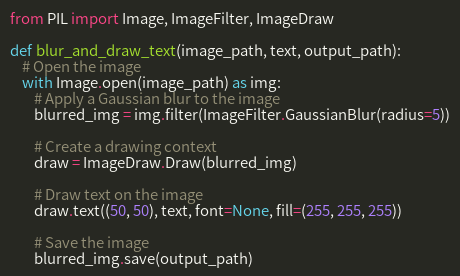 from PIL import Image, ImageFilter, ImageDraw

def blur_and_draw_text(image_path, text, output_path):
    # Open the image
    with Image.open(image_path) as img:
        # Apply a Gaussian blur to the image
        blurred_img = img.filter(ImageFilter.GaussianBlur(radius=5))

        # Create a drawing context
        draw = ImageDraw.Draw(blurred_img)

        # Draw text on the image
        draw.text((50, 50), text, font=None, fill=(255, 255, 255))

        # Save the image
        blurred_img.save(output_path)